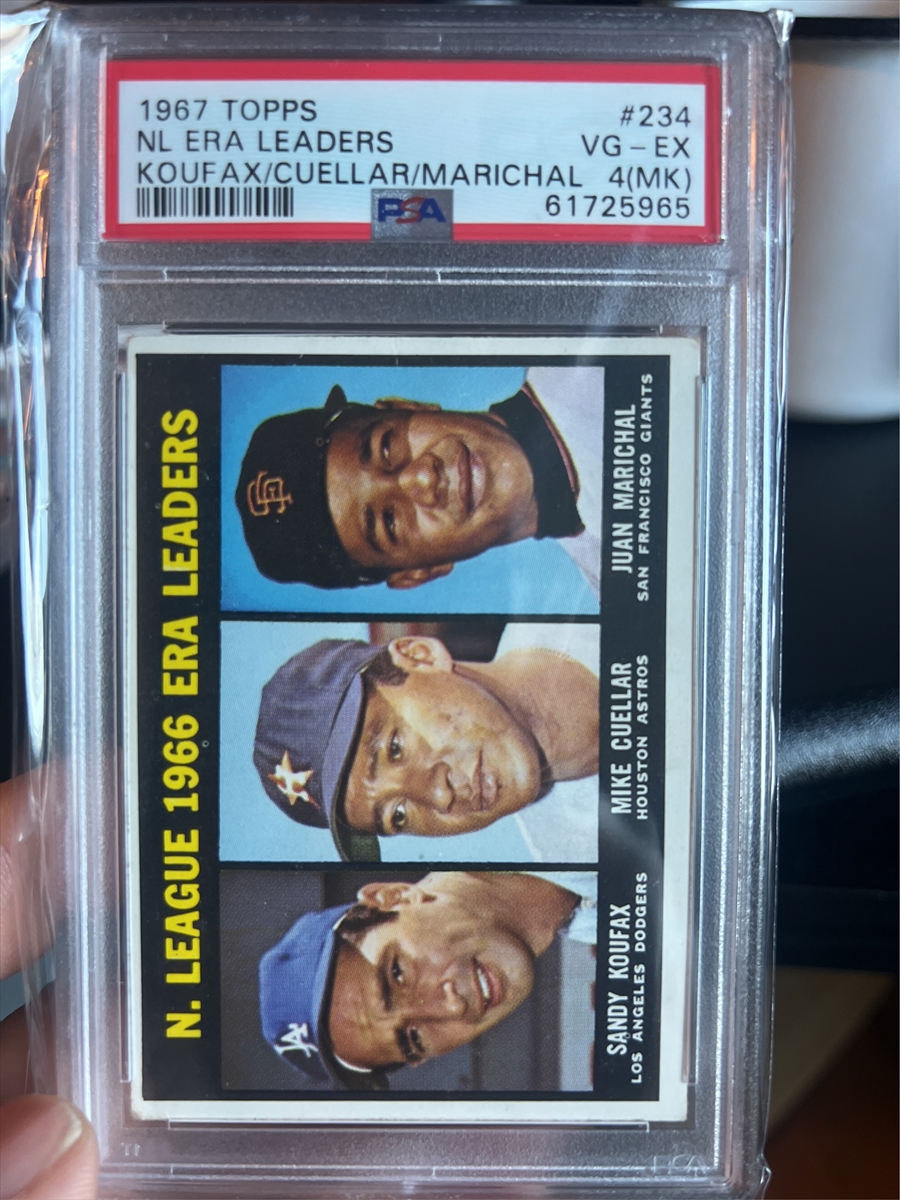 1967 TOPPS #234
NL ERA LEADERS VG-EX
KOUFAX/CUELLAR/MARICHAL 4(MK)
PSA 61725965
N. LEAGUE 1966 ERA LEADERS
SF
LA
SANDY KOUFAX
LOS ANGELES DODGERS
MIKE CUELLAR
HOUSTON ASTROS
JUAN MARICHAL
SAN FRANCISCO GIANTS